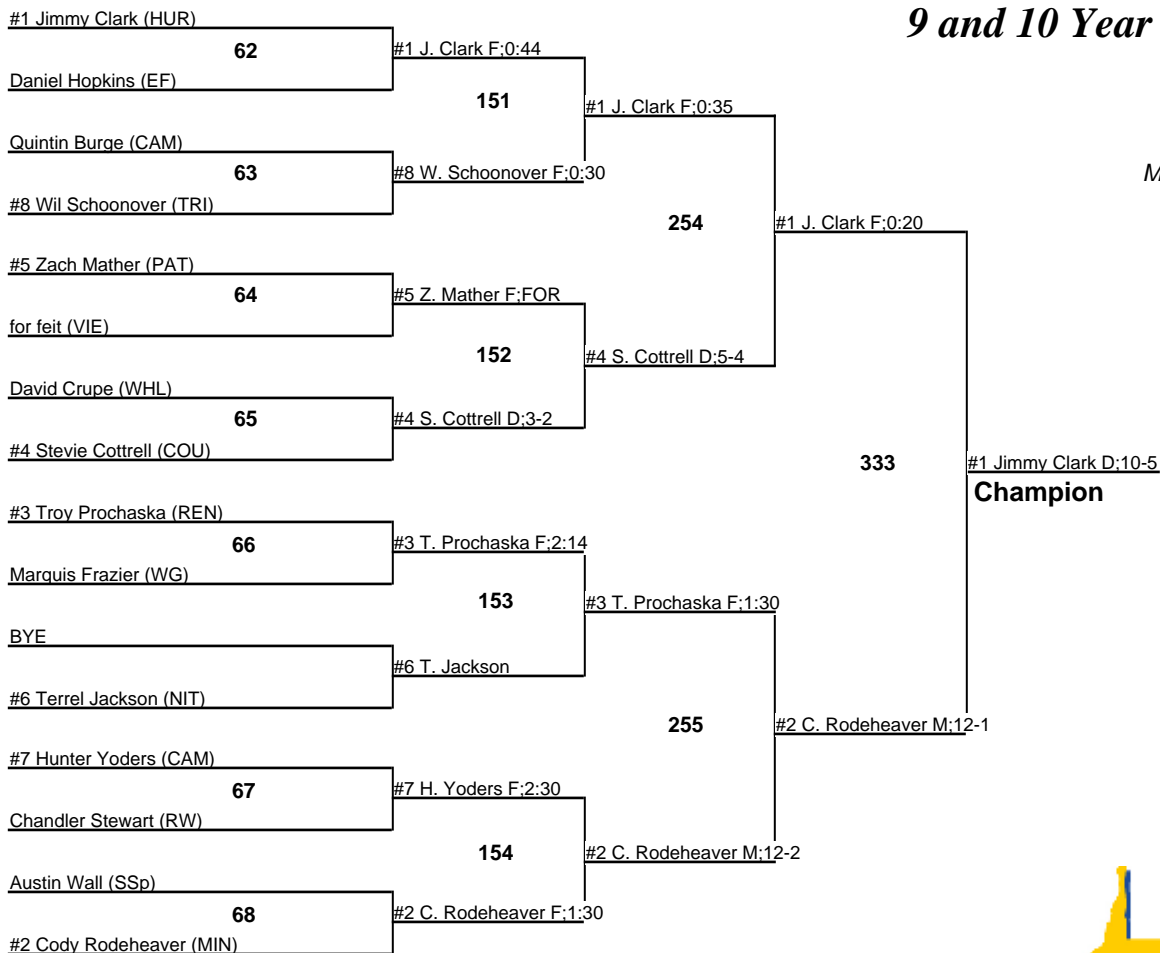 #1 Jimmy Clark (HUR)
9 and 10 Year
62
#1 J. Clark F;0:44
Daniel Hopkins (EF)
151
#1 J. Clark F;0:35
Quintin Burge (CAM)
63
#8 W. Schoonover F;0:30
M
#8 Wil Schoonover (TRI)
254
#1 J. Clark F;0:20
#5 Zach Mather (PAT)
64
#5 Z. Mather F;FOR
for feit (VIE)
152
#4 S. Cottrell D;5-4
David Crupe (WHL)
65
#4 S. Cottrell D;3-2
#4 Stevie Cottrell (COU)
333
#1 Jimmy Clark D;10-5
Champion
#3 Troy Prochaska (REN)
66
#3 T. Prochaska F;2:14
Marquis Frazier (WG)
153
#3 T. Prochaska F;1:30
BYE
#6 T. Jackson
#6 Terrel Jackson (NIT)
255
#2 C. Rodeheaver M;12-1
#7 Hunter Yoders (CAM)
67
#7 H. Yoders F;2:30
Chandler Stewart (RW)
154
#2 C. Rodeheaver M;12-2
Austin Wall (SSp)
68
#2 C. Rodeheaver F;1:30
#2 Cody Rodeheaver (MIN)